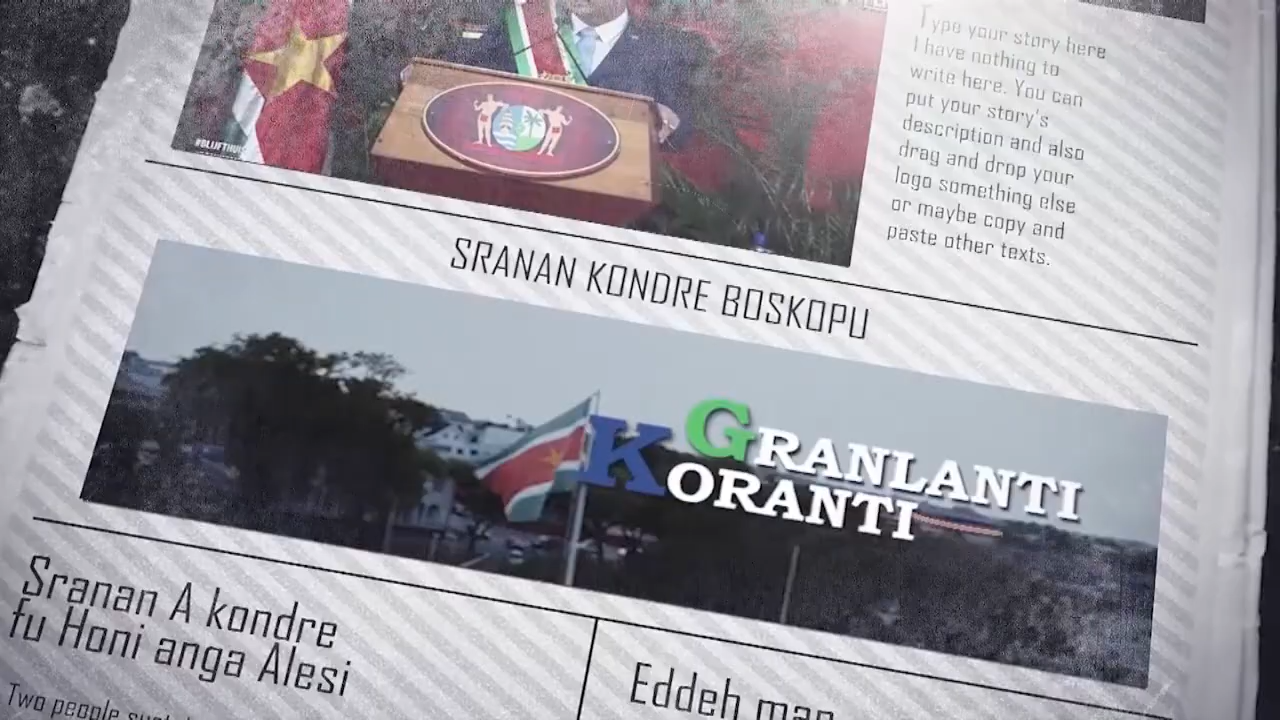 Type your story here
I have nothing to
write here. You can
put your story's
description and also
drag and drop your
logo something else
or maybe copy and
paste other texts.
SRANAN KONDRE BOSKOPU
GRANLANTI
KORANTI
Sranan A kondre
fu Honi anga Alesi
Two people
Eddeh man